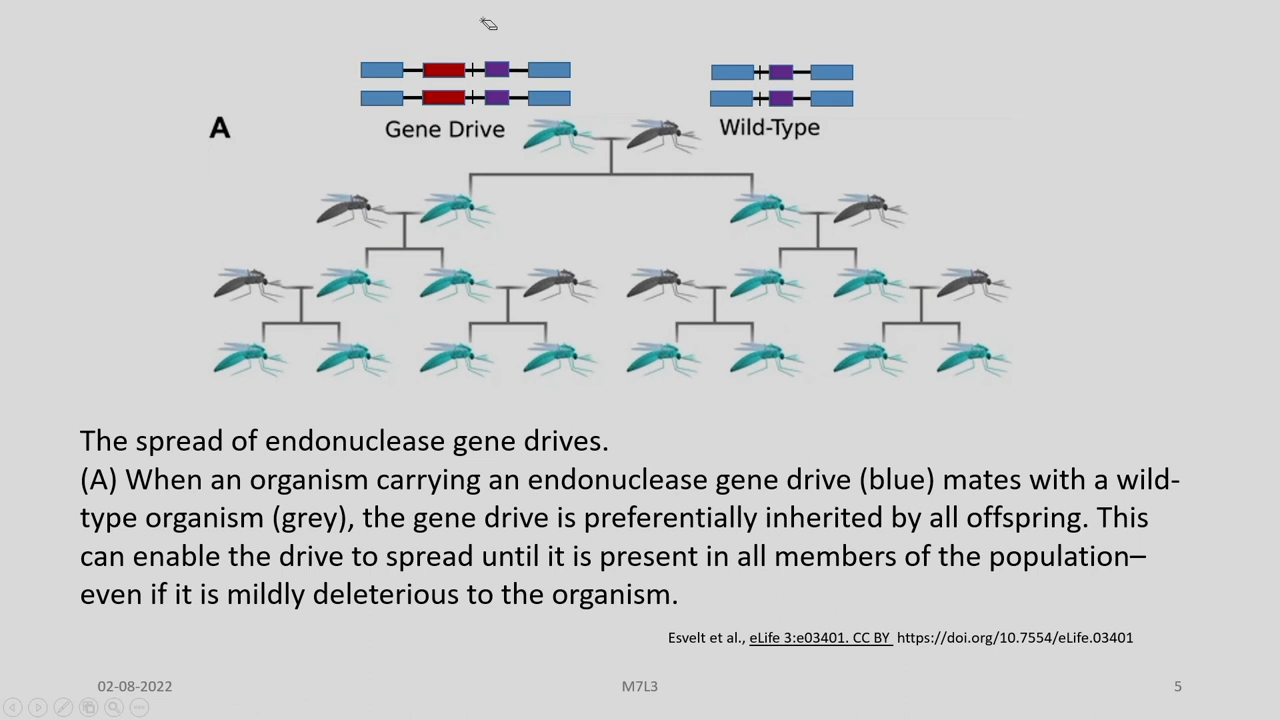 A
Gene Drive
Wild-Type
The spread of endonuclease gene drives.
(A) When an organism carrying an endonuclease gene drive (blue) mates with a wild-
type organism (grey), the gene drive is preferentially inherited by all offspring. This
can enable the drive to spread until it is present in all members of the population–
even if it is mildly deleterious to the organism.
Esvelt et al., eLife 3:e03401. CC BY https://doi.org/10.7554/eLife.03401
02-08-2022
M7L3
5